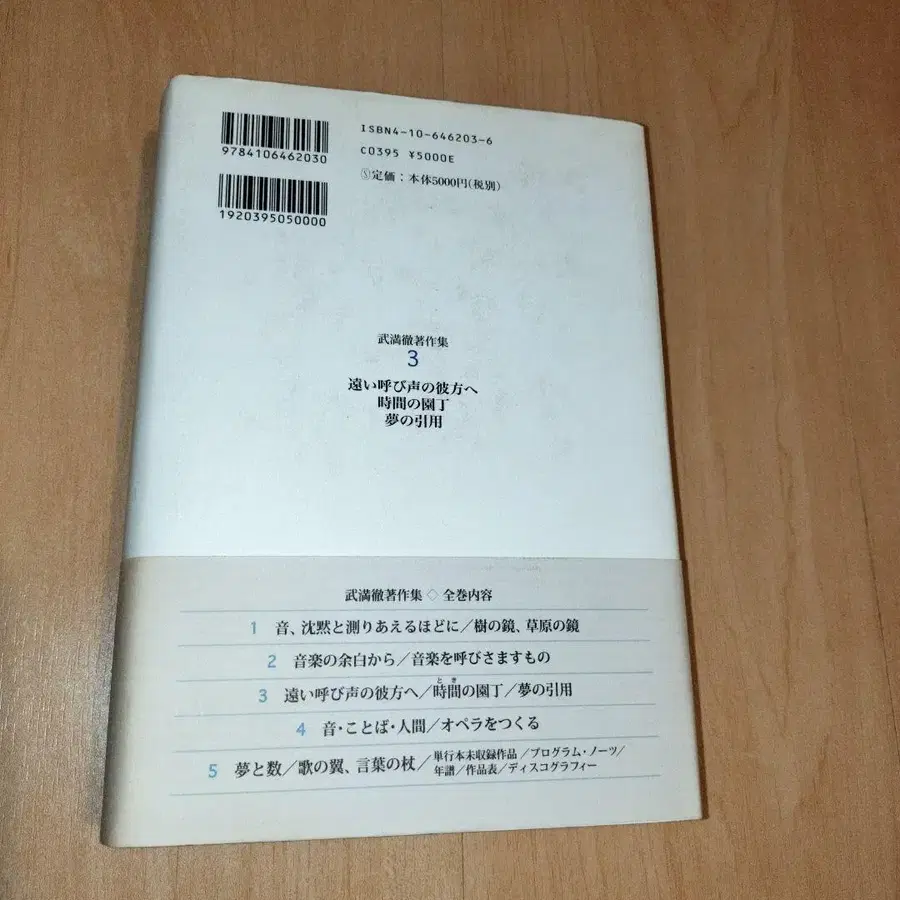 9784106462030
ISBN4-10-646203-6
C0395 ¥5000E
Ⓢ定価：本体5000円(税別)
1920395050000
武満徹著作集
3
遠い呼び声の彼方へ
時間の園丁
夢の引用
武満徹著作集◇全巻内容
1 音、沈黙と測りあえるほどに／樹の鏡、草原の鏡
2 音楽の余白から／音楽を呼びさますもの
とき
3 遠い呼び声の彼方へ／時間の園丁／夢の引用
4 音・ことば・人間／オペラをつくる
5 夢と数／歌の翼、言葉の杖／単行本未収録作品／プログラム・ノーツ／
年譜／作品表／ディスコグラフィー